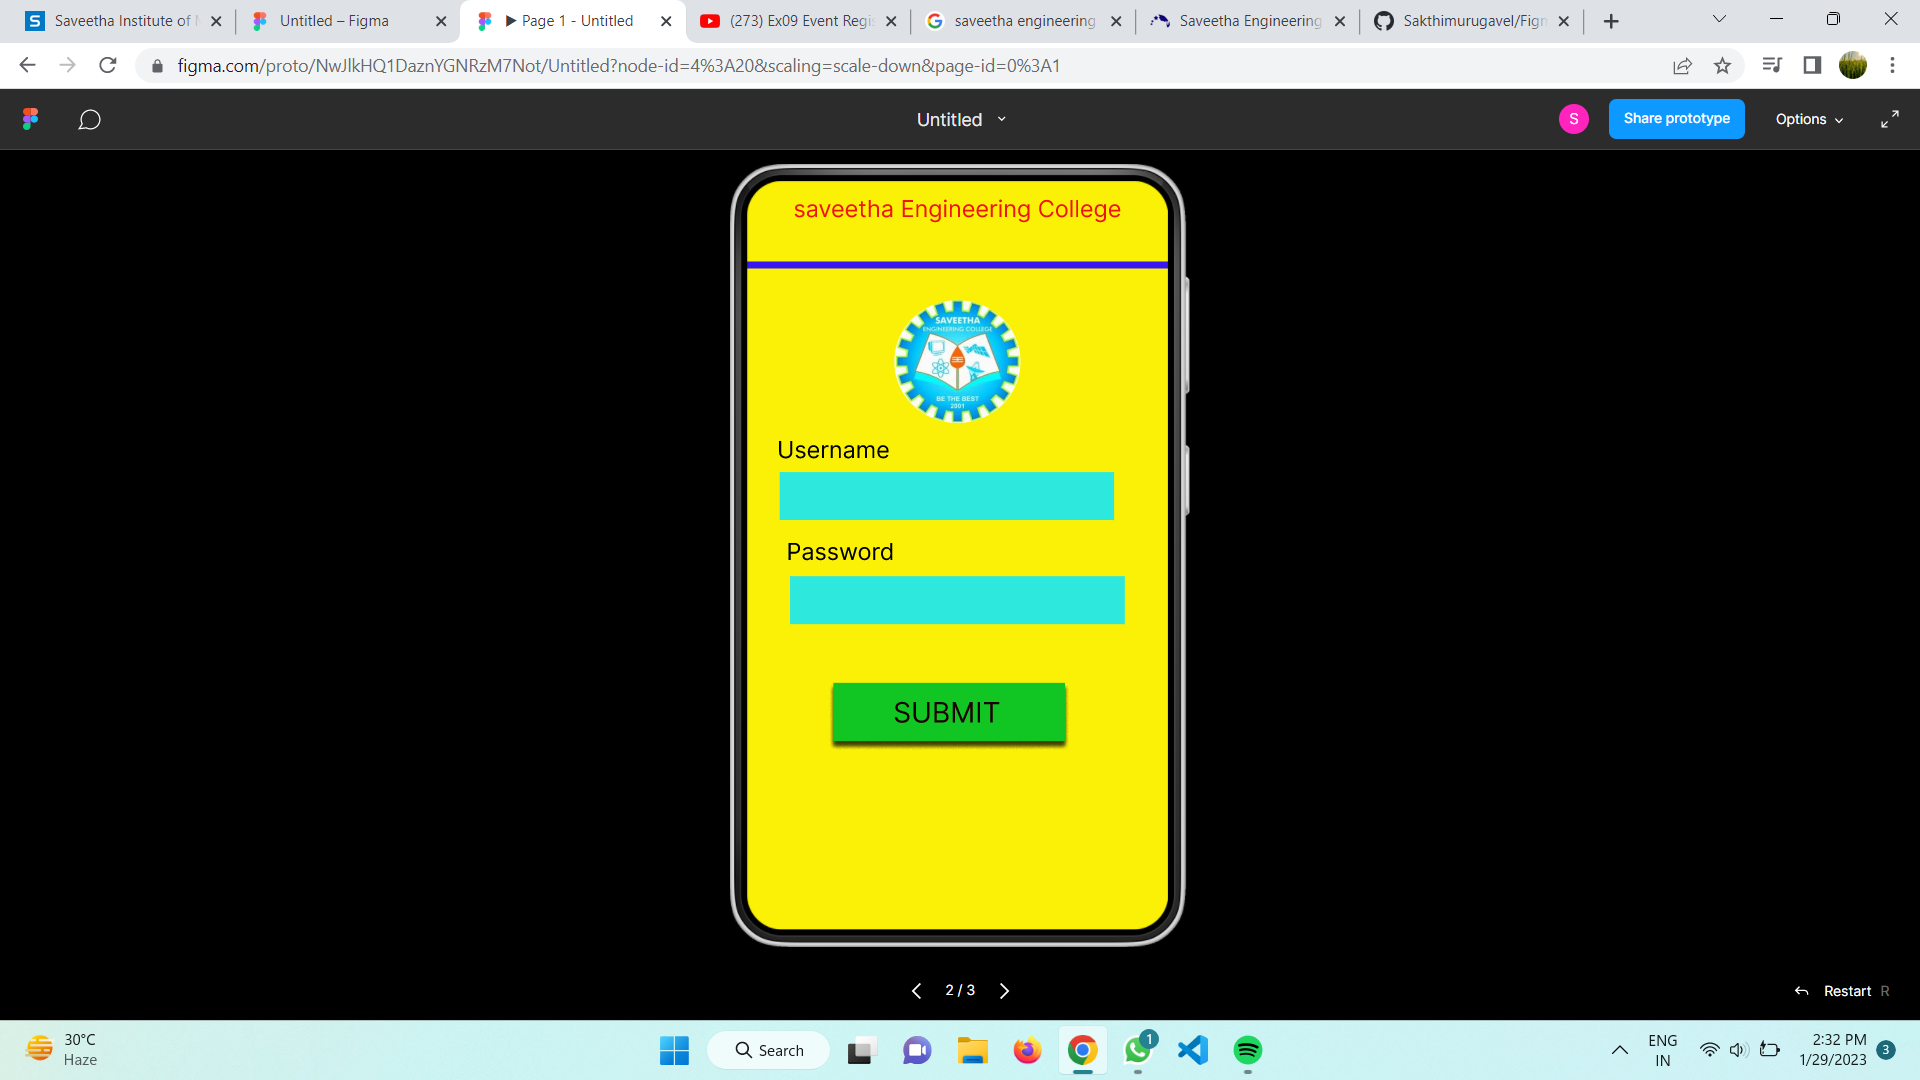 Saveetha Institute of
Untitled – Figma
▶ Page 1 - Untitled
(273) Ex09 Event Regis
saveetha engineering
Saveetha Engineering
Sakthimurugavel/Figm
figma.com/proto/NwJlkHQ1DaznYGNRzM7Not/Untitled?node-id=4%3A20&scaling=scale-down&page-id=0%3A1
Untitled
S
Share prototype
Options
saveetha Engineering College
SAVEETHA
ENGINEERING COLLEGE
BE THE BEST
2001
Username
Password
SUBMIT
2 / 3
Restart R
30°C
Haze
Search
1
ENG
IN
2:32 PM
1/29/2023
3